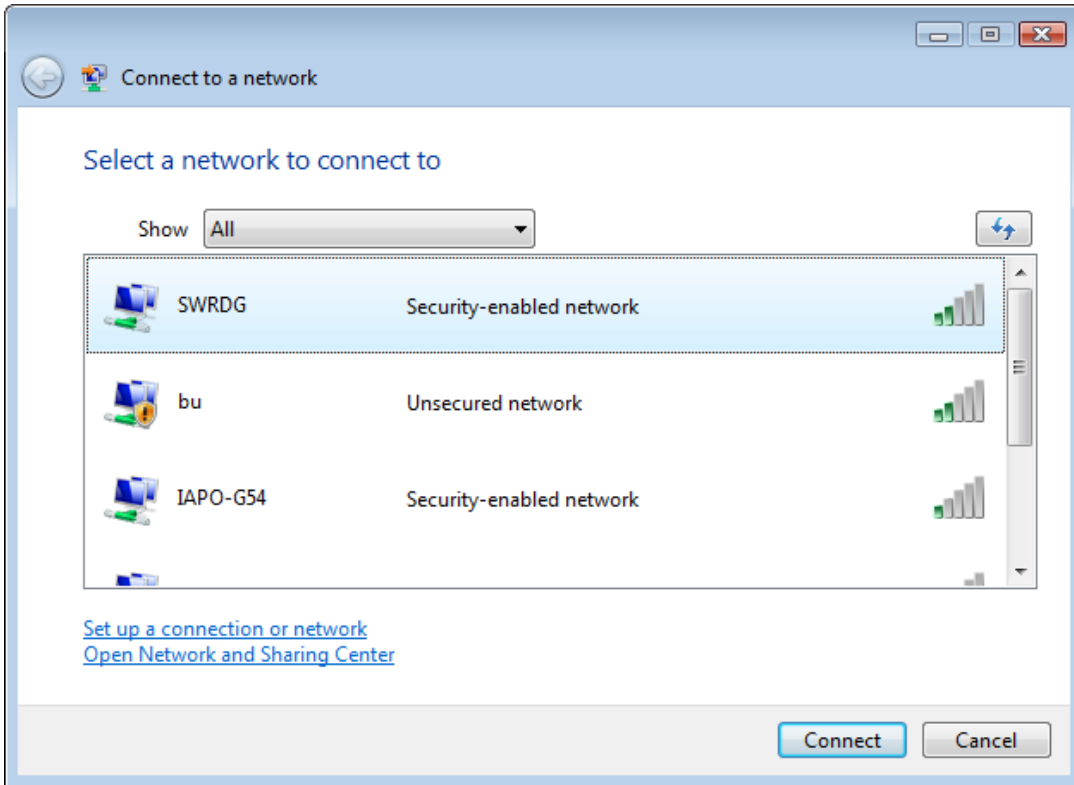 Connect to a network
Select a network to connect to
Show All
SWRDG Security-enabled network
bu Unsecured network
IAPO-G54 Security-enabled network
Set up a connection or network
Open Network and Sharing Center
Connect Cancel